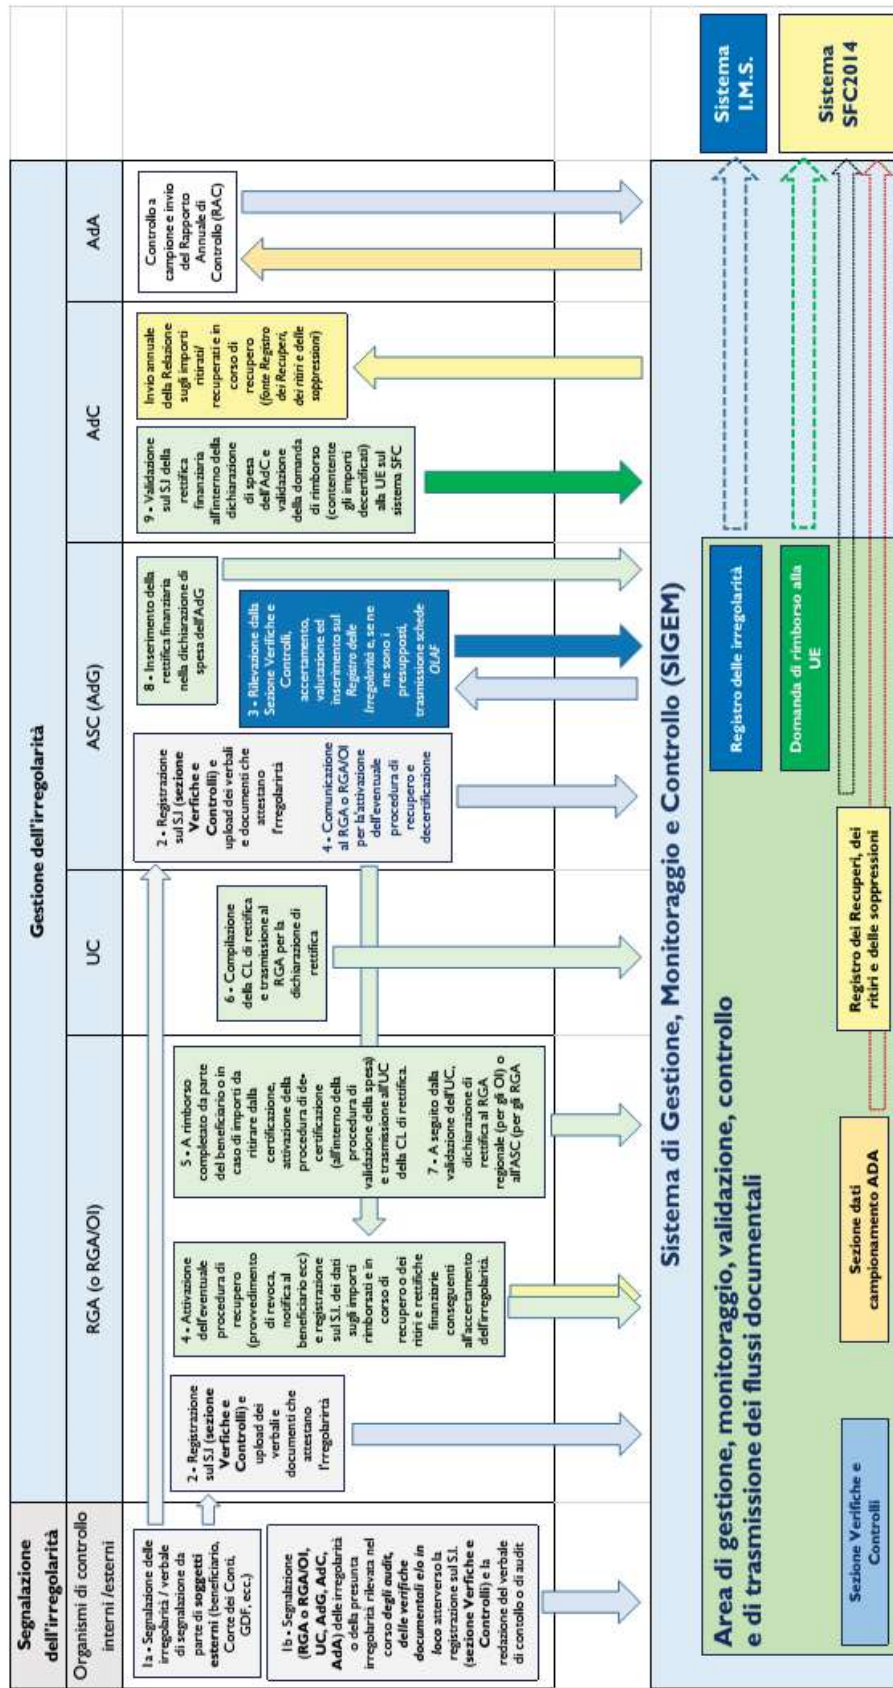 Segnalazione
dell'irregolarità
Gestione dell'irregolarità
Organismi di controllo
interni /esterni
RGA (o RGA/OI)
UC
ASC (AdG)
AdC
AdA
1a • Segnalazione delle
irregolarità / verbale
di segnalazione da
parte di soggetti
esterni (beneficiario,
Corte dei Conti,
GDF, ecc.)
1b • Segnalazione
(RGA o RGA/OI,
UC, AdG, AdC,
AdA) delle irregolarità
o della presunta
irregolarità rilevata nel
corso degli audit,
delle verifiche
documentali e/o in
loco atterverso la
registrazione sul S.I.
(sezione Verifiche e
Controlli) e la
redazione del verbale
di controllo o di audit
2 • Registrazione
sul S.I (sezione
Verfiche e
Controlli) e
upload dei
verbali e
documenti che
attestano
l'rregolarirtà
4 • Attivazione
dell'eventuale
procedura di
recupero
(provvedimento
di revoca,
notifica al
beneficiario ecc)
e registrazione
sul S.I. dei dati
sugli importi
rimborsati e in
corso di
recupero o dei
ritiri e rettifiche
finanziarie
conseguenti
all'accertamento
dell'irregolarità.
5 • A rimborso
completato da parte
del beneficiario o in
caso di importi da
ritirare dalla
certificazione,
attivazione della
procedura di de-
certificazione
(all'interno della
procedura di
validazione della spesa)
e trasmissione all'UC
della CL di rettifica.
7 • A seguito dalla
validazione dell'UC,
dichiarazione di
rettifica al RGA
regionale (per gli OI) o
all'ASC (per gli RGA
6 • Compilazione
della CL di rettifica
e trasmissione al
RGA per la
dichiarazione di
rettifica
2 • Registrazione
sul S.I (sezione
Verfiche e
Controlli) e
upload dei verbali
e documenti che
attestano
l'rregolarirtà
4 • Comunicazione
al RGA o RGA/OI
per la'attivazione
dell'eventuale
procedura di
recupero e
decertificazione
8 • Inserimento della
rettifica finanziaria
nella dichiarazione di
spesa dell'AdG
3 • Rilevazione dalla
Sezione Verifiche e
Controlli,
accertamento,
valutazione ed
inserimento sul
Registro delle
Irregolarità e, se ne
ne sono i
presupposti,
trasmissione schede
OLAF
9 • Validazione
sul S.I della
rettifica
finanziaria
all'interno della
dichiarazione
di spesa
dell'AdC e
validazione
della domanda
di rimborso
(contentente
gli importi
decertificati)
alla UE sul
sistema SFC
Invio annuale
della Relazione
sugli importi
ritirati/
recuperati e in
corso di
recupero
(fonte Registro
dei Recuperi,
dei ritiri e delle
soppressioni)
Controllo a
campione e invio
del Rapporto
Annuale di
Controllo (RAC)
Sistema di Gestione, Monitoraggio e Controllo (SIGEM)
Area di gestione, monitoraggio, validazione, controllo
e di trasmissione dei flussi documentali
Registro delle irregolarità
Sistema
I.M.S.
Domanda di rimborso alla
UE
Sistema
SFC2014
Sezione Verifiche e
Controlli
Sezione dati
campionamento ADA
Registro dei Recuperi, dei
ritiri e delle soppressioni